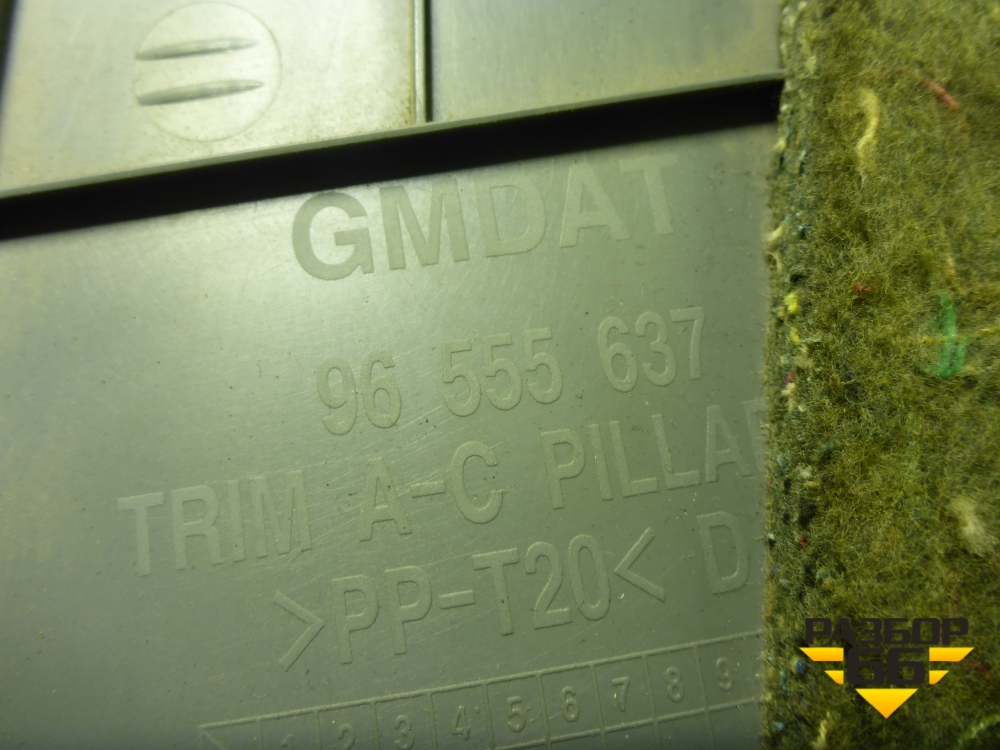 GMDAT
96 555 637
TRIM A-C PILLAR
>PP-T20< D
1 2 3 4 5 6 7 8 9
РАЗБОР
66